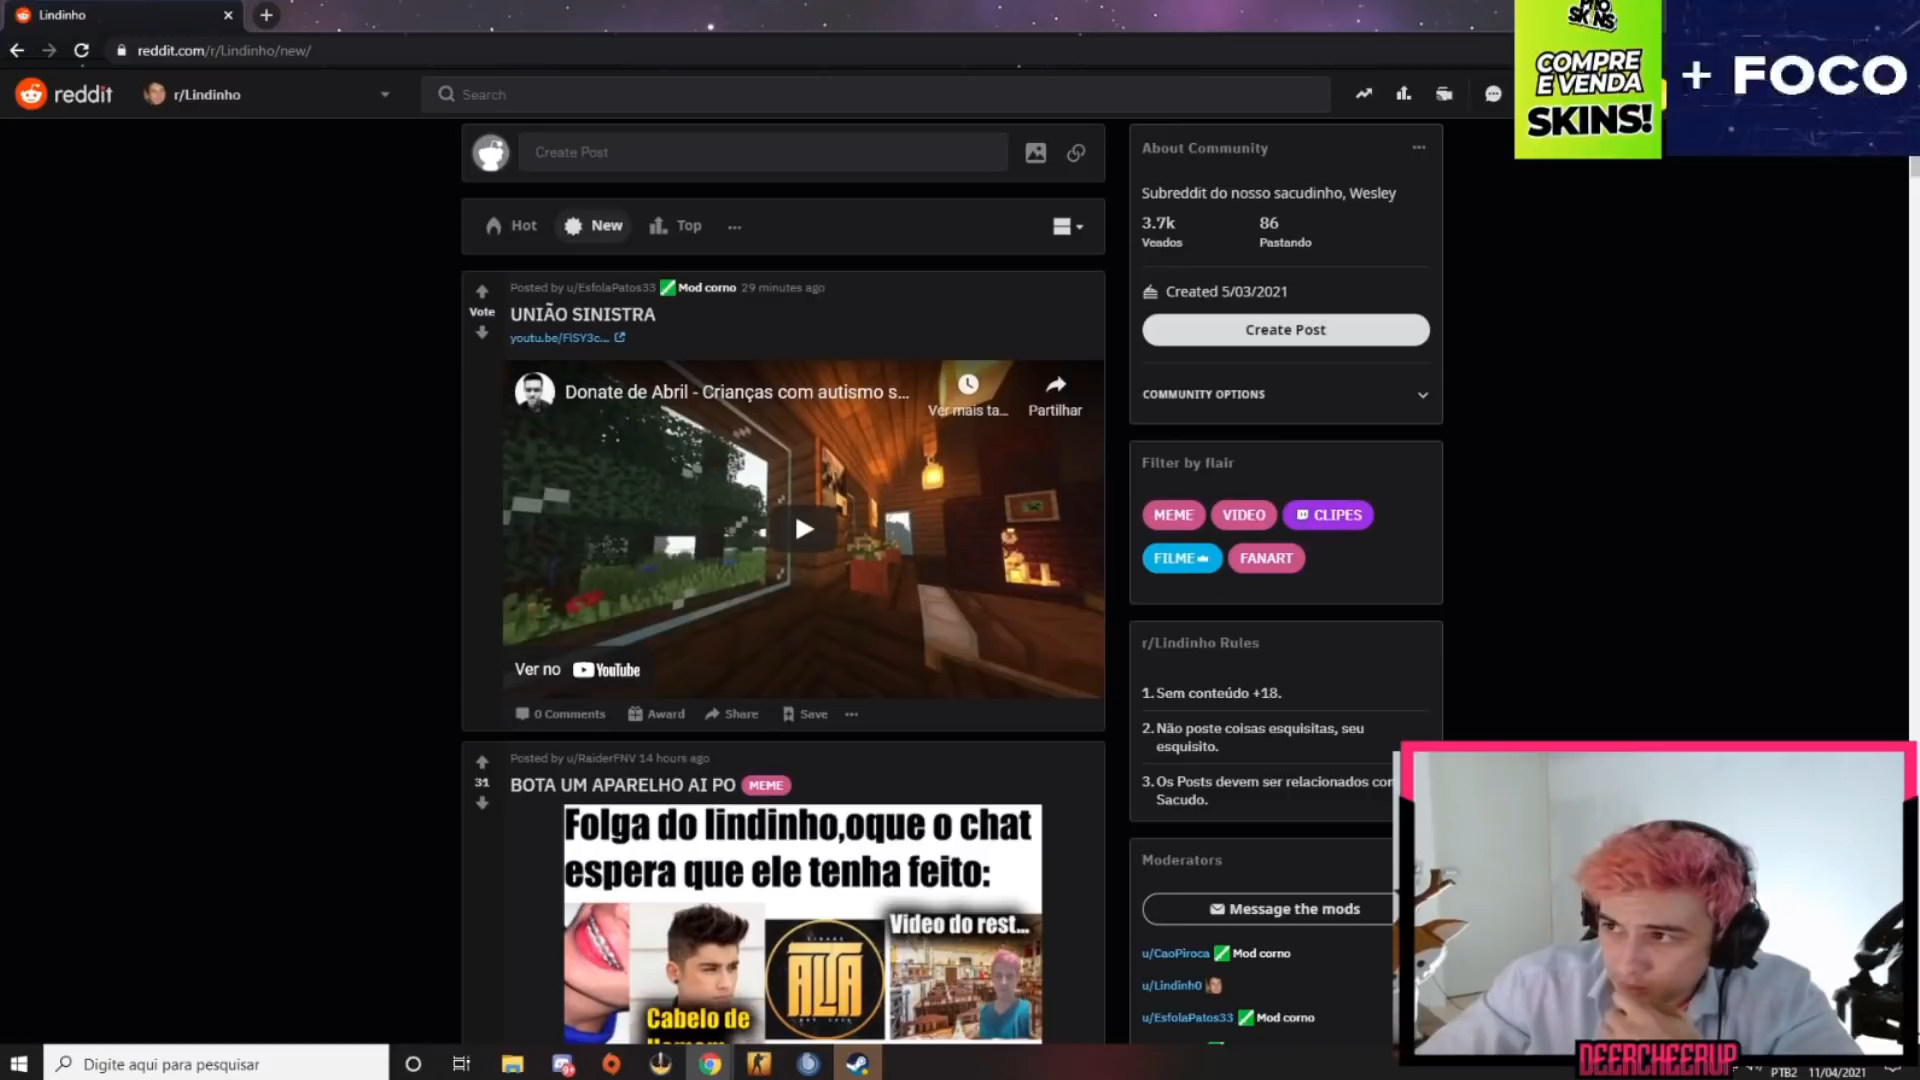 Lindinho
reddit.com/r/Lindinho/new/
reddit
r/Lindinho
Search
COMPRE
E VENDA
SKINS!
+ FOCO
Create Post
Hot
New
Top
Posted by u/EsfolaPatos33 Mod corno 29 minutes ago
Vote
UNIÃO SINISTRA
youtu.be/FlSY3c...
Donate de Abril - Crianças com autismo s...
Ver mais ta...
Partilhar
Ver no YouTube
0 Comments
Award
Share
Save
Posted by u/RaiderFNV 14 hours ago
31
BOTA UM APARELHO AI PO MEME
Folga do lindinho,oque o chat
espera que ele tenha feito:
Video do rest...
ALTA
Cabelo de
Homem
About Community
Subreddit do nosso sacudinho, Wesley
3.7k
86
Veados
Pastando
Created 5/03/2021
Create Post
COMMUNITY OPTIONS
Filter by flair
MEME
VIDEO
CLIPES
FILME
FANART
r/Lindinho Rules
1. Sem conteúdo +18.
2. Não poste coisas esquisitas, seu
esquisito.
3. Os Posts devem ser relacionados
Sacudo.
Moderators
Message the mods
u/CaoPiroca Mod corno
u/Lindinh0
u/EsfolaPatos33 Mod corno
DEERCHEERUP
Digite aqui para pesquisar
PTB2
11/04/2021